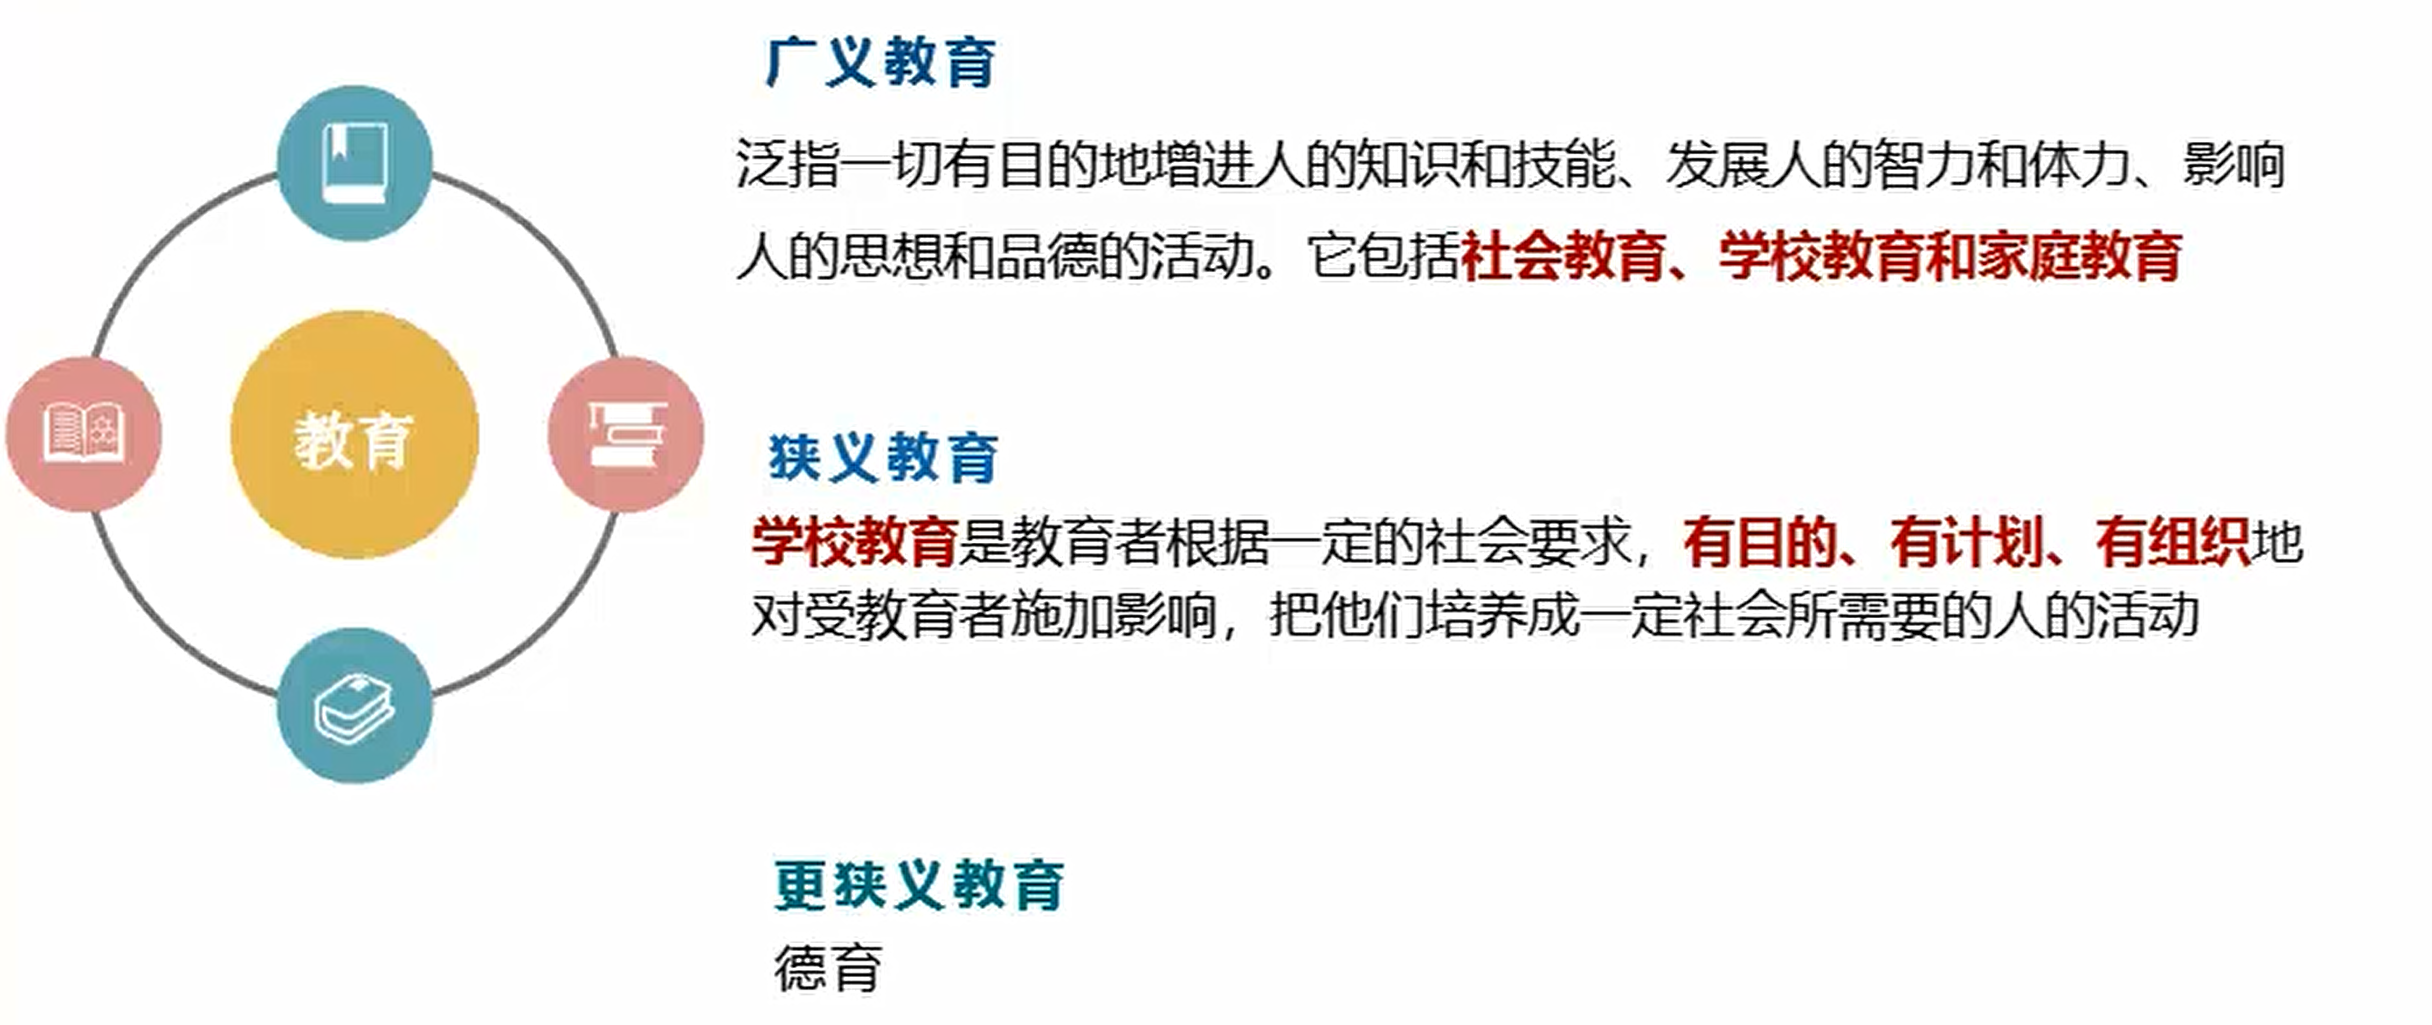 教育
广义教育
泛指一切有目的地增进人的知识和技能、发展人的智力和体力、影响
人的思想和品德的活动。它包括社会教育、学校教育和家庭教育
狭义教育
学校教育是教育者根据一定的社会要求，有目的、有计划、有组织地
对受教育者施加影响，把他们培养成一定社会所需要的人的活动
更狭义教育
德育